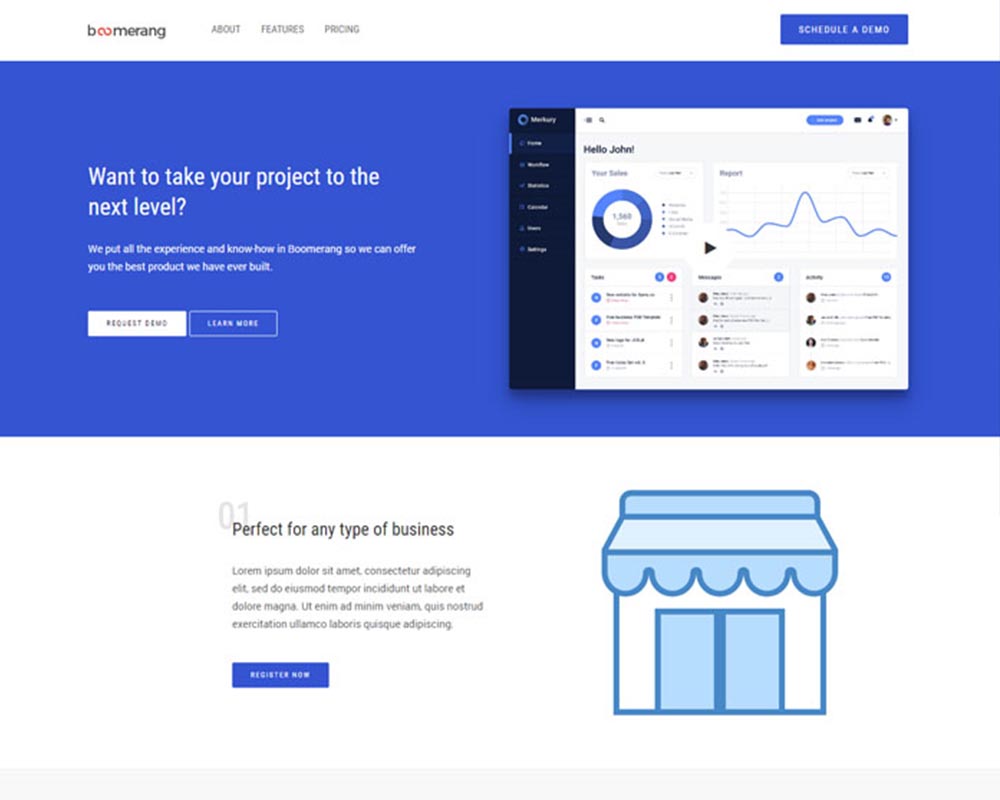 boomerang
ABOUT FEATURES PRICING
SCHEDULE A DEMO
Want to take your project to the
next level?
We put all the experience and know-how in Boomerang so we can offer
you the best product we have ever built.
REQUEST DEMO
LEARN MORE
Merkury
Home
Workflow
Statistics
Calendar
Users
Settings
Hello John!
Your Sales
1,560
Report
Tasks
Messages
Activity
01
Perfect for any type of business
Lorem ipsum dolor sit amet, consectetur adipiscing
elit, sed do eiusmod tempor incididunt ut labore et
dolore magna. Ut enim ad minim veniam, quis nostrud
exercitation ullamco laboris quisque adipiscing.
REGISTER NOW